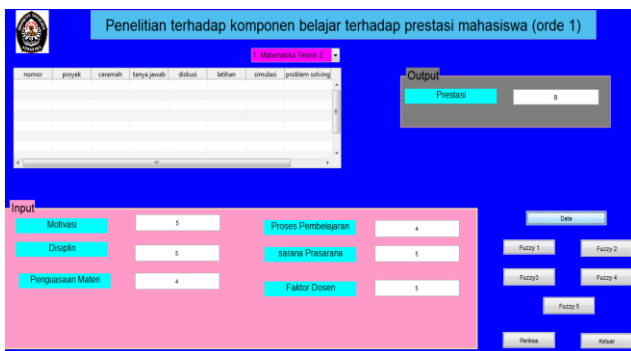 Penelitian terhadap komponen belajar terhadap prestasi mahasiswa (orde 1)
1. Matematika Teknik 2
nomor proyek ceramah tanya jawab diskusi latihan simulasi problem solving
Output
Prestasi B
Input
Motivasi 5
Proses Pembelajaran 4
Disiplin 5
sarana Prasarana 5
Penguasaan Materi 4
Faktor Dosen 5
Data
Fuzzy 1 Fuzzy 2
Fuzzy3 Fuzzy 4
Fuzzy 5
Periksa Keluar